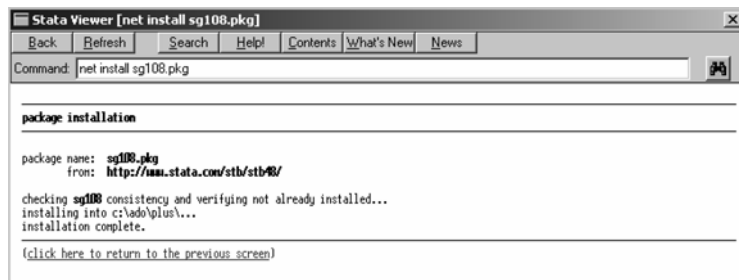 Stata Viewer [net install sg108.pkg]
Back Refresh Search Help! Contents What's New News
Command: net install sg108.pkg
package installation
package name: sg108.pkg
from: http://www.stata.com/stb/stb48/
checking sg108 consistency and verifying not already installed...
installing into c:\ado\plus\...
installation complete.
(click here to return to the previous screen)